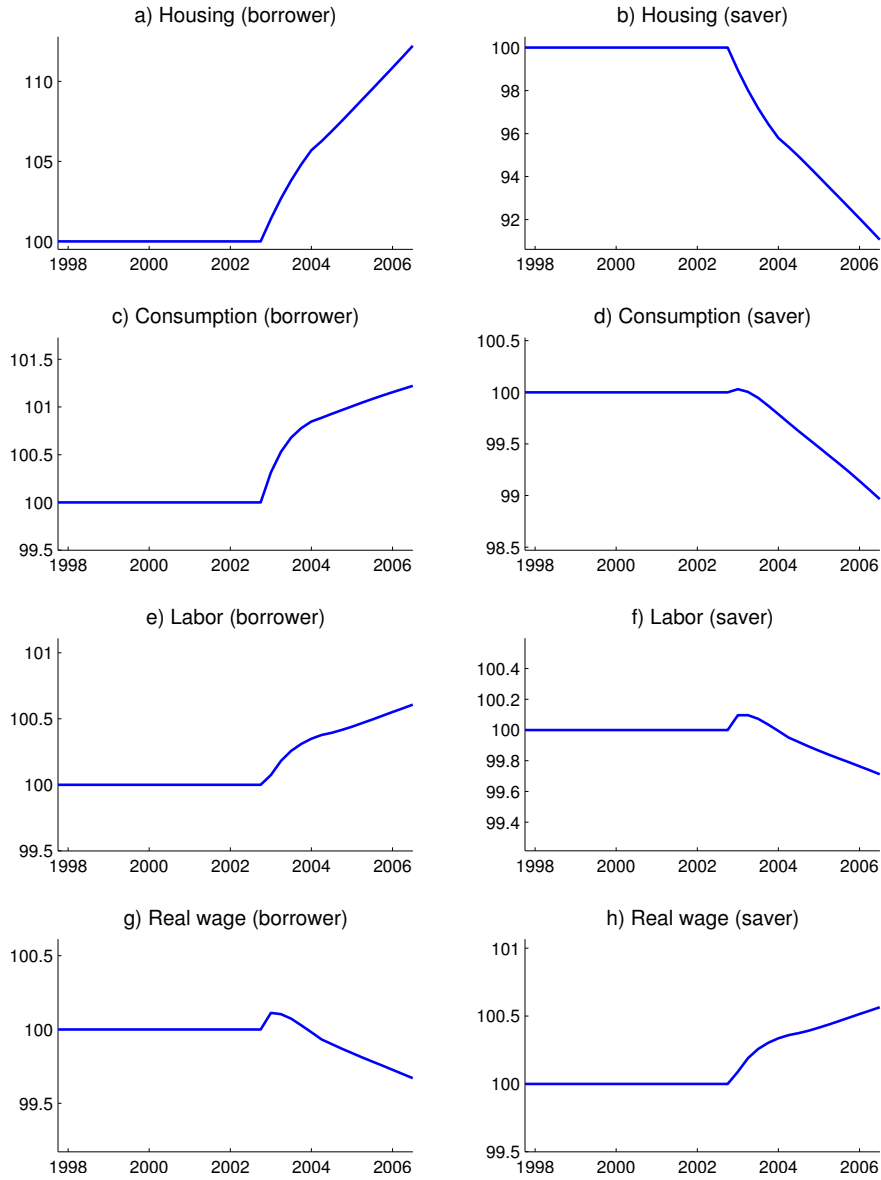 a) Housing (borrower)
110
105
100
1998 2000 2002 2004 2006
b) Housing (saver)
100
98
96
94
92
1998 2000 2002 2004 2006
c) Consumption (borrower)
101.5
101
100.5
100
99.5
1998 2000 2002 2004 2006
d) Consumption (saver)
100.5
100
99.5
99
98.5
1998 2000 2002 2004 2006
e) Labor (borrower)
101
100.5
100
99.5
1998 2000 2002 2004 2006
f) Labor (saver)
100.4
100.2
100
99.8
99.6
99.4
1998 2000 2002 2004 2006
g) Real wage (borrower)
100.5
100
99.5
1998 2000 2002 2004 2006
h) Real wage (saver)
101
100.5
100
99.5
1998 2000 2002 2004 2006